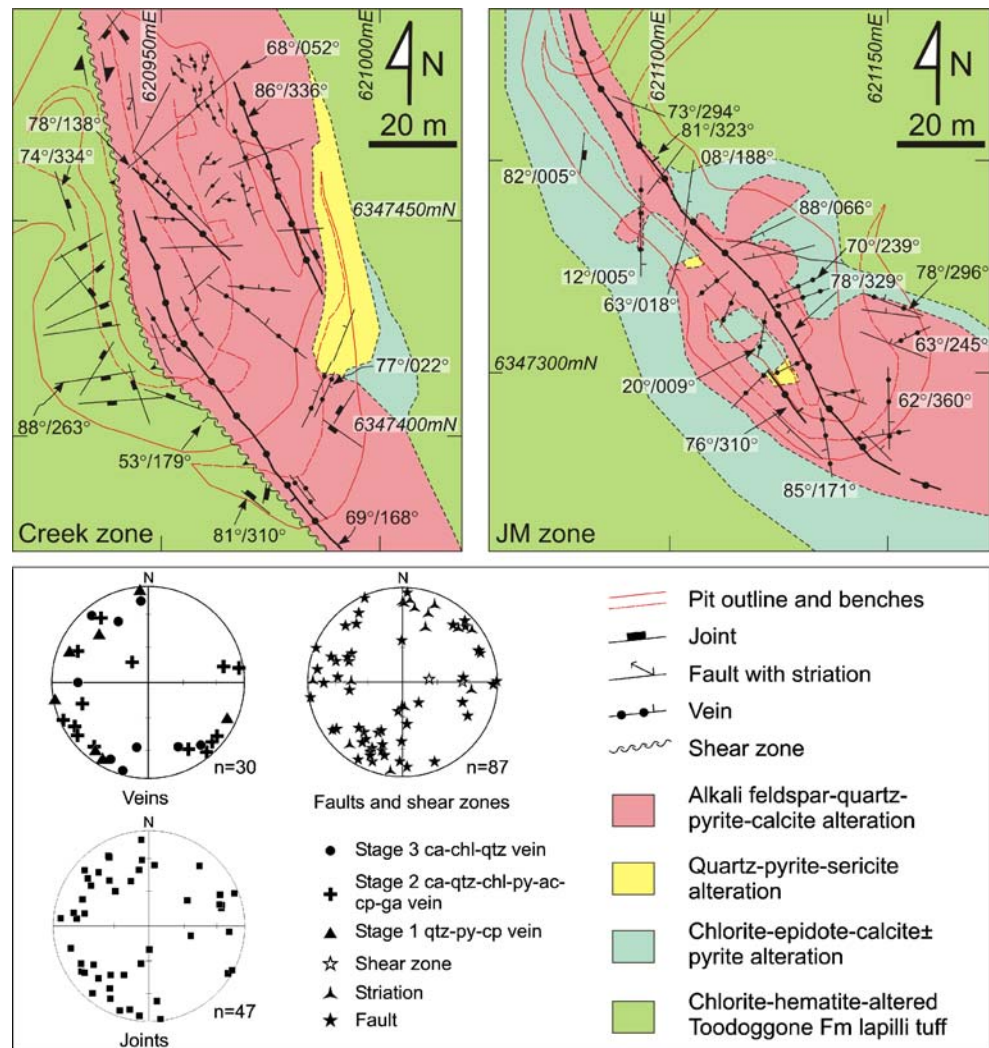 620950mE
621000mE
68°/052°
86°/336°
N
20 m
78°/138°
74°/334°
6347450mN
77°/022°
6347400mN
88°/263°
53°/179°
81°/310°
69°/168°
Creek zone
621100mE
621150mE
N
20 m
73°/294°
81°/323°
08°/188°
82°/005°
88°/066°
70°/239°
78°/329°
78°/296°
12°/005°
63°/018°
63°/245°
6347300mN
20°/009°
62°/360°
76°/310°
85°/171°
JM zone
N
n=30
Veins
N
n=87
Faults and shear zones
N
n=47
Joints
Stage 3 ca-chl-qtz vein
Stage 2 ca-qtz-chl-py-ac-
cp-ga vein
Stage 1 qtz-py-cp vein
Shear zone
Striation
Fault
Pit outline and benches
Joint
Fault with striation
Vein
Shear zone
Alkali feldspar-quartz-
pyrite-calcite alteration
Quartz-pyrite-sericite
alteration
Chlorite-epidote-calcite±
pyrite alteration
Chlorite-hematite-altered
Toodoggone Fm lapilli tuff